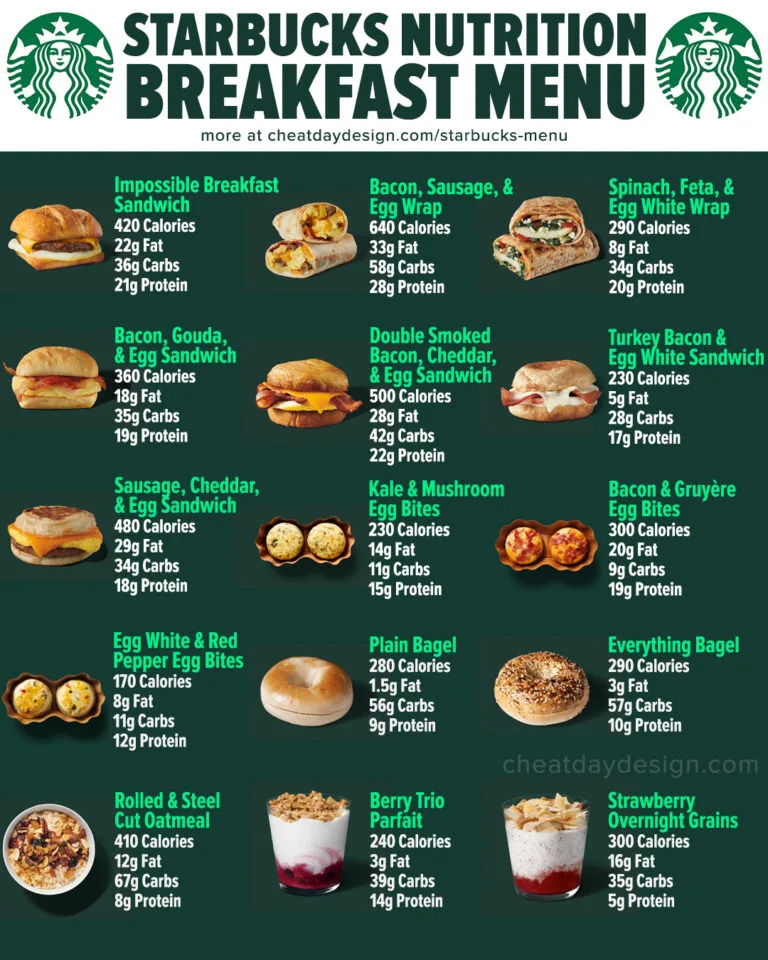 STARBUCKS NUTRITION
BREAKFAST MENU
more at cheatdaydesign.com/starbucks-menu
Impossible Breakfast
Sandwich
420 Calories
22g Fat
36g Carbs
21g Protein
Bacon, Sausage, &
Egg Wrap
640 Calories
33g Fat
58g Carbs
28g Protein
Spinach, Feta, &
Egg White Wrap
290 Calories
8g Fat
34g Carbs
20g Protein
Bacon, Gouda,
& Egg Sandwich
360 Calories
18g Fat
35g Carbs
19g Protein
Double Smoked
Bacon, Cheddar,
& Egg Sandwich
500 Calories
28g Fat
42g Carbs
22g Protein
Turkey Bacon &
Egg White Sandwich
230 Calories
5g Fat
28g Carbs
17g Protein
Sausage, Cheddar,
& Egg Sandwich
480 Calories
29g Fat
34g Carbs
18g Protein
Kale & Mushroom
Egg Bites
230 Calories
14g Fat
11g Carbs
15g Protein
Bacon & Gruyère
Egg Bites
300 Calories
20g Fat
9g Carbs
19g Protein
Egg White & Red
Pepper Egg Bites
170 Calories
8g Fat
11g Carbs
12g Protein
Plain Bagel
280 Calories
1.5g Fat
56g Carbs
9g Protein
Everything Bagel
290 Calories
3g Fat
57g Carbs
10g Protein
cheatdaydesign.com
Rolled & Steel
Cut Oatmeal
410 Calories
12g Fat
67g Carbs
8g Protein
Berry Trio
Parfait
240 Calories
3g Fat
39g Carbs
14g Protein
Strawberry
Overnight Grains
300 Calories
16g Fat
35g Carbs
5g Protein